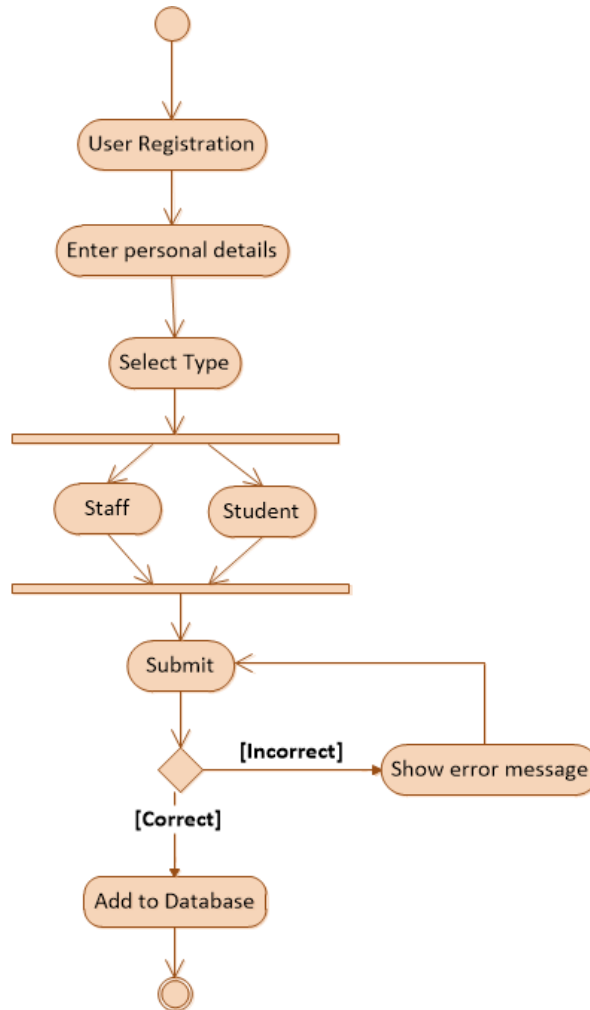 User Registration
Enter personal details
Select Type
Staff
Student
Submit
[Incorrect]
Show error message
[Correct]
Add to Database